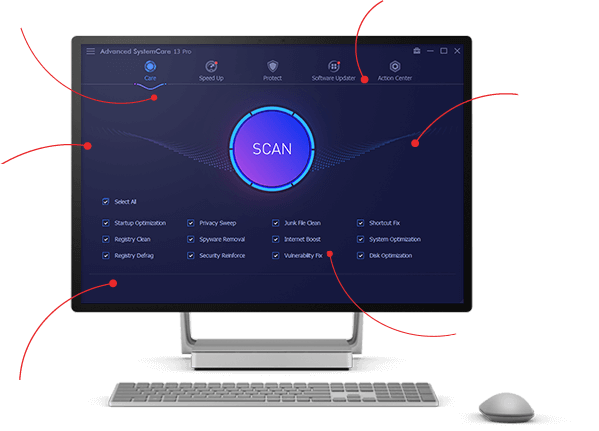 Advanced SystemCare 13 Pro
Care Speed Up Protect Software Updater Action Center
SCAN
Select All
Startup Optimization Privacy Sweep Junk File Clean Shortcut Fix
Registry Clean Spyware Removal Internet Boost System Optimization
Registry Defrag Security Reinforce Vulnerability Fix Disk Optimization